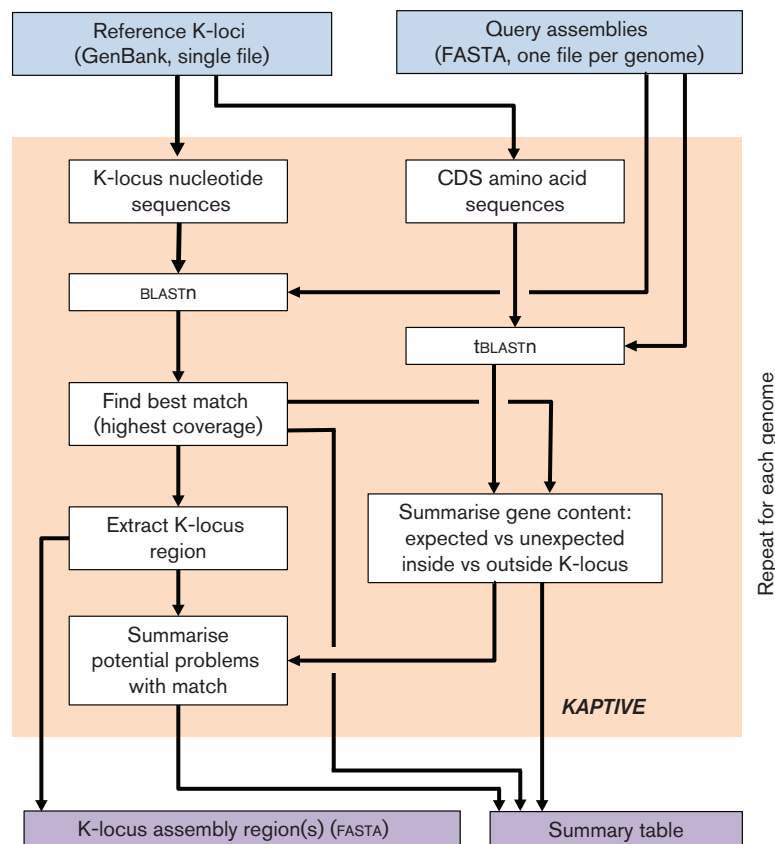 Reference K-loci
(GenBank, single file)
Query assemblies
(FASTA, one file per genome)
K-locus nucleotide
sequences
CDS amino acid
sequences
BLASTn
tBLASTn
Find best match
(highest coverage)
Extract K-locus
region
Summarise gene content:
expected vs unexpected
inside vs outside K-locus
Summarise
potential problems
with match
KAPTIVE
Repeat for each genome
K-locus assembly region(s) (FASTA)
Summary table